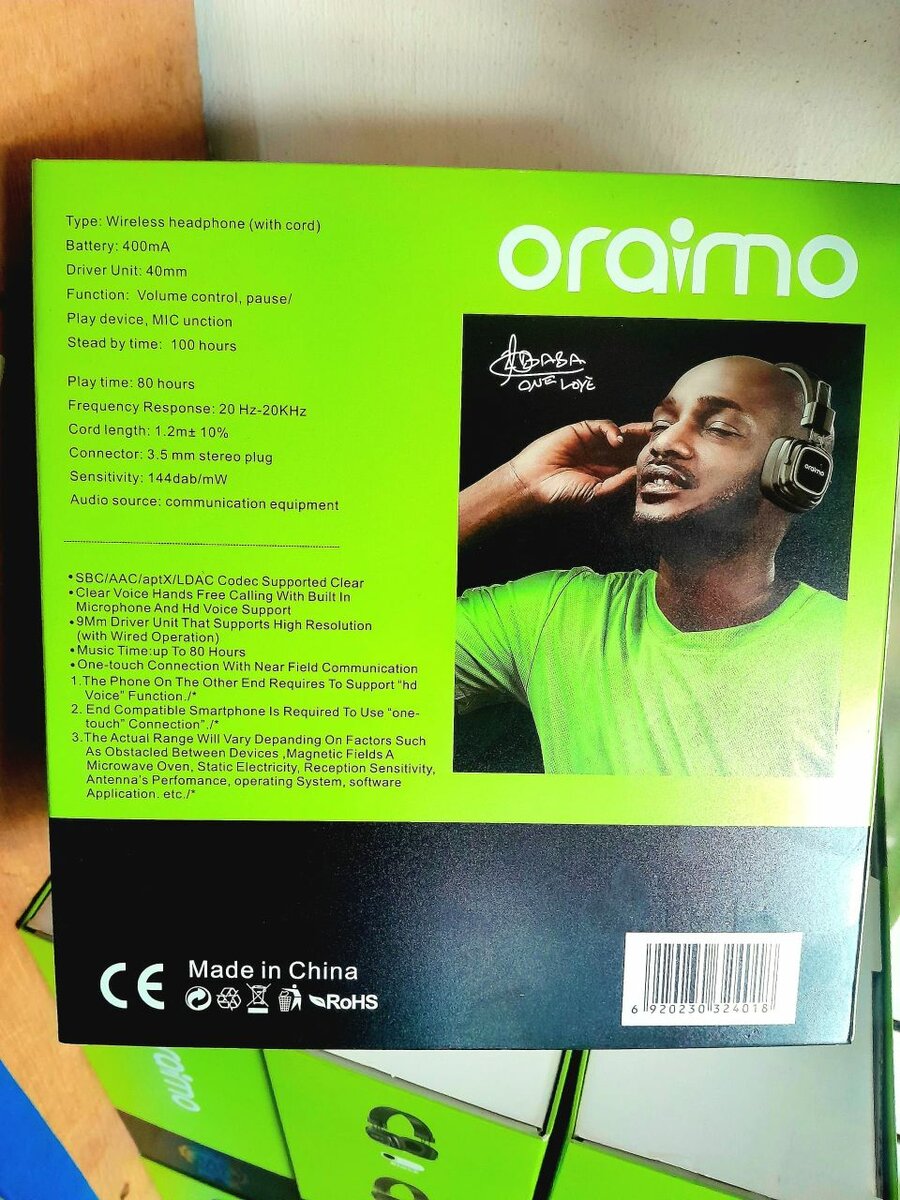 Type: Wireless headphone (with cord)
Battery: 400mA
Driver Unit: 40mm
Function: Volume control, pause/
Play device, MIC unction
Stead by time: 100 hours
Play time: 80 hours
Frequency Response: 20 Hz-20KHz
Cord length: 1.2m± 10%
Connector: 3.5 mm stereo plug
Sensitivity: 144dab/mW
Audio source: communication equipment
•SBC/AAC/aptX/LDAC Codec Supported Clear
•Clear Voice Hands Free Calling With Built In
Microphone And Hd Voice Support
•9Mm Driver Unit That Supports High Resolution
(with Wired Operation)
•Music Time:up To 80 Hours
•One-touch Connection With Near Field Communication
1.The Phone On The Other End Requires To Support "hd
Voice" Function./*
2. End Compatible Smartphone Is Required To Use "one-
touch" Connection"./*
3.The Actual Range Will Vary Depanding On Factors Such
As Obstacled Between Devices ,Magnetic Fields A
Microwave Oven, Static Electricity, Reception Sensitivity,
Antenna's Perfomance, operating System, software
Application. etc./*
oraimo
ONE LOVE
oraimo
CE
Made in China
RoHS
6 920230 324018